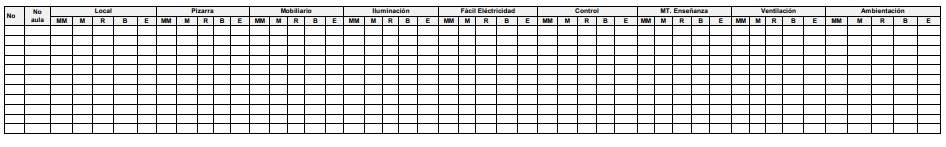 No No aula Local Pizarra Mobiliario Iluminación Fácil Eléctricidad Control MT. Enseñanza Ventilación Ambientación
MM M R B E MM M R B E MM M R B E MM M R B E MM M R B E MM M R B E MM M R B E MM M R B E MM M R B E